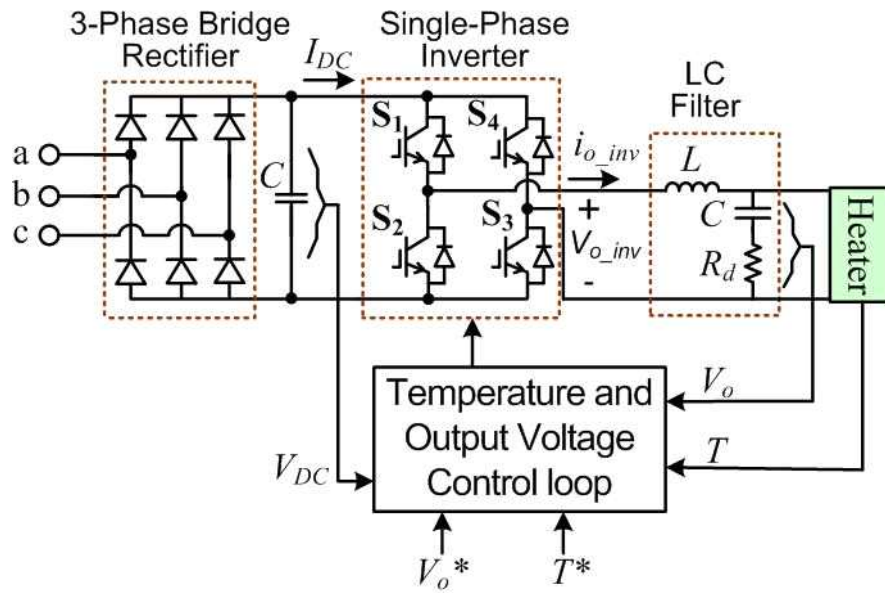 3-Phase Bridge
Rectifier
I_DC
Single-Phase
Inverter
LC
Filter
S1
S4
i_o_inv
L
a
b
c
C
S2
S3
+
V_o_inv
-
C
R_d
Heater
Temperature and
Output Voltage
Control loop
V_o
T
V_DC
V_o*
T*